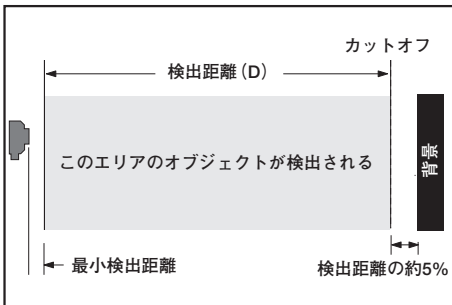 カットオフ
検出距離(D)
このエリアのオブジェクトが検出される
背景
最小検出距離
検出距離の約5%